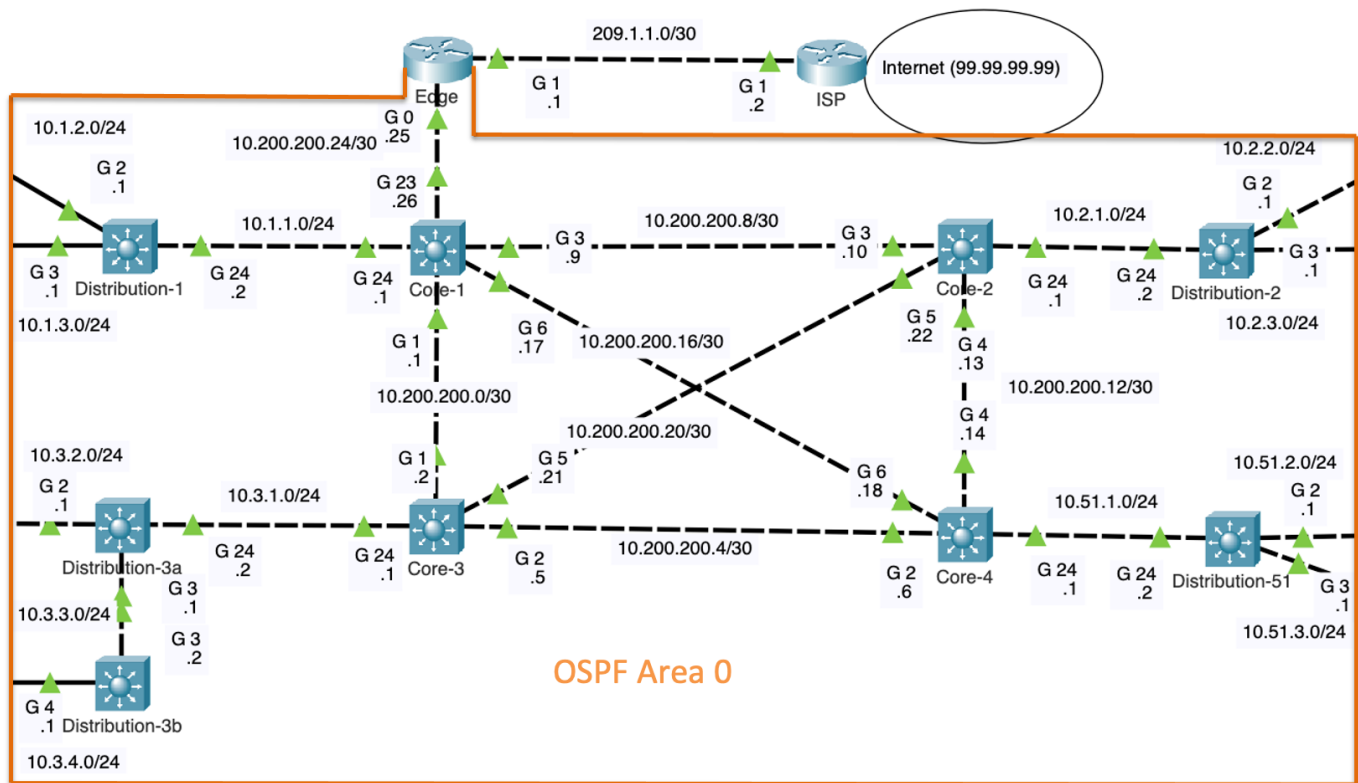 209.1.1.0/30
Internet (99.99.99.99)
G 1
.1
G 1
.2
ISP
Edge
10.1.2.0/24
G 0
.25
10.200.200.24/30
10.2.2.0/24
G 2
.1
G 23
.26
G 2
.1
10.1.1.0/24
10.200.200.8/30
10.2.1.0/24
G 3
.1
Distribution-1
G 24
.2
G 24
.1
Core-1
G 3
.9
G 3
.10
Core-2
G 24
.1
G 24
.2
Distribution-2
G 3
.1
10.1.3.0/24
10.2.3.0/24
G 1
.1
G 6
.17
10.200.200.16/30
G 5
.22
G 4
.13
10.200.200.0/30
10.200.200.12/30
10.200.200.20/30
G 4
.14
10.3.2.0/24
G 2
.1
10.3.1.0/24
G 1
.2
G 5
.21
G 6
.18
10.51.1.0/24
10.51.2.0/24
G 2
.1
Distribution-3a
G 24
.2
G 24
.1
Core-3
G 2
.5
10.200.200.4/30
G 2
.6
Core-4
G 24
.1
G 24
.2
Distribution-51
G 3
.1
10.51.3.0/24
G 3
.1
10.3.3.0/24
G 3
.2
OSPF Area 0
G 4
.1
Distribution-3b
10.3.4.0/24